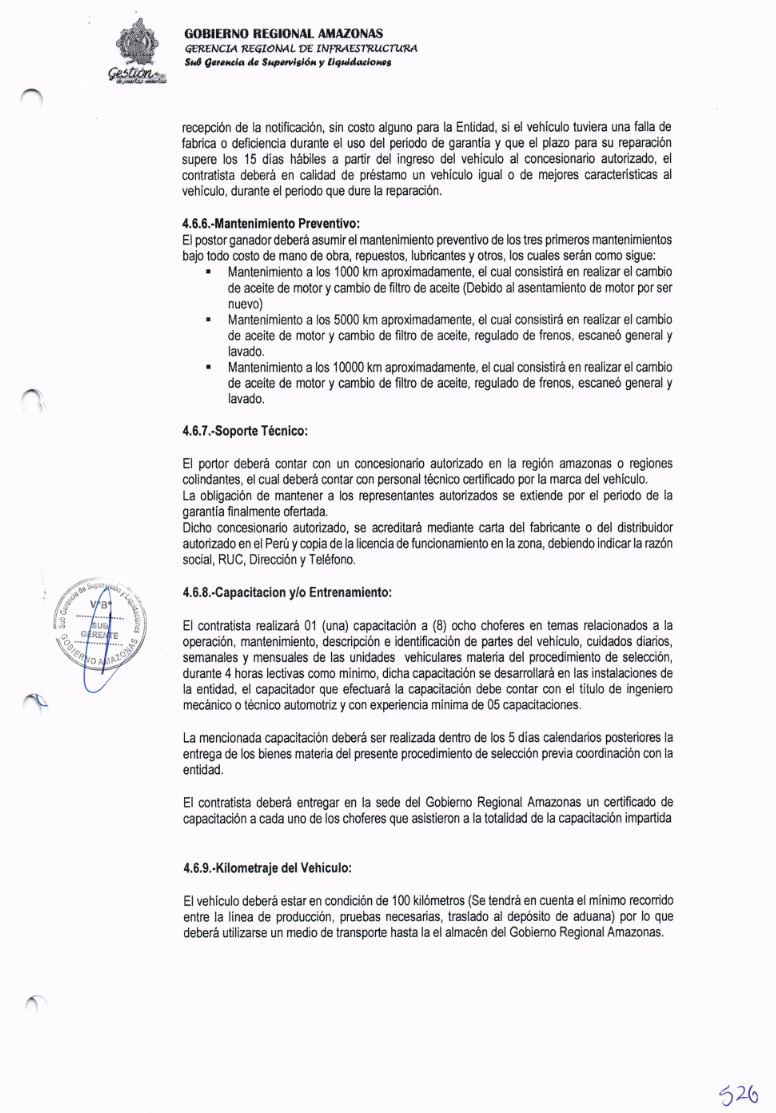 GOBIERNO REGIONAL AMAZONAS
GERENCIA REGIONAL DE INFRAESTRUCTURA
Sub Gerencia de Supervisión y Liquidaciones
Gestión
recepción de la notificación, sin costo alguno para la Entidad, si el vehículo tuviera una falla de
fabrica o deficiencia durante el uso del periodo de garantía y que el plazo para su reparación
supere los 15 días hábiles a partir del ingreso del vehículo al concesionario autorizado, el
contratista deberá en calidad de préstamo un vehículo igual o de mejores características al
vehículo, durante el periodo que dure la reparación.
4.6.6.-Mantenimiento Preventivo:
El postor ganador deberá asumir el mantenimiento preventivo de los tres primeros mantenimientos
bajo todo costo de mano de obra, repuestos, lubricantes y otros, los cuales serán como sigue:
▪ Mantenimiento a los 1000 km aproximadamente, el cual consistirá en realizar el cambio
de aceite de motor y cambio de filtro de aceite (Debido al asentamiento de motor por ser
nuevo)
▪ Mantenimiento a los 5000 km aproximadamente, el cual consistirá en realizar el cambio
de aceite de motor y cambio de filtro de aceite, regulado de frenos, escaneó general y
lavado.
▪ Mantenimiento a los 10000 km aproximadamente, el cual consistirá en realizar el cambio
de aceite de motor y cambio de filtro de aceite, regulado de frenos, escaneó general y
lavado.
4.6.7.-Soporte Técnico:
El portor deberá contar con un concesionario autorizado en la región amazonas o regiones
colindantes, el cual deberá contar con personal técnico certificado por la marca del vehículo.
La obligación de mantener a los representantes autorizados se extiende por el periodo de la
garantía finalmente ofertada.
Dicho concesionario autorizado, se acreditará mediante carta del fabricante o del distribuidor
autorizado en el Perú y copia de la licencia de funcionamiento en la zona, debiendo indicar la razón
social, RUC, Dirección y Teléfono.
4.6.8.-Capacitacion y/o Entrenamiento:
Sub Gerencia de Supervisión y Liquidaciones
V°B°
SUB
GERENTE
GOBIERNO AMAZONAS
El contratista realizará 01 (una) capacitación a (8) ocho choferes en temas relacionados a la
operación, mantenimiento, descripción e identificación de partes del vehículo, cuidados diarios,
semanales y mensuales de las unidades vehiculares materia del procedimiento de selección,
durante 4 horas lectivas como mínimo, dicha capacitación se desarrollará en las instalaciones de
la entidad, el capacitador que efectuará la capacitación debe contar con el título de ingeniero
mecánico o técnico automotriz y con experiencia mínima de 05 capacitaciones.
La mencionada capacitación deberá ser realizada dentro de los 5 días calendarios posteriores la
entrega de los bienes materia del presente procedimiento de selección previa coordinación con la
entidad.
El contratista deberá entregar en la sede del Gobierno Regional Amazonas un certificado de
capacitación a cada uno de los choferes que asistieron a la totalidad de la capacitación impartida
4.6.9.-Kilometraje del Vehículo:
El vehículo deberá estar en condición de 100 kilómetros (Se tendrá en cuenta el mínimo recorrido
entre la línea de producción, pruebas necesarias, traslado al depósito de aduana) por lo que
deberá utilizarse un medio de transporte hasta la el almacén del Gobierno Regional Amazonas.
526